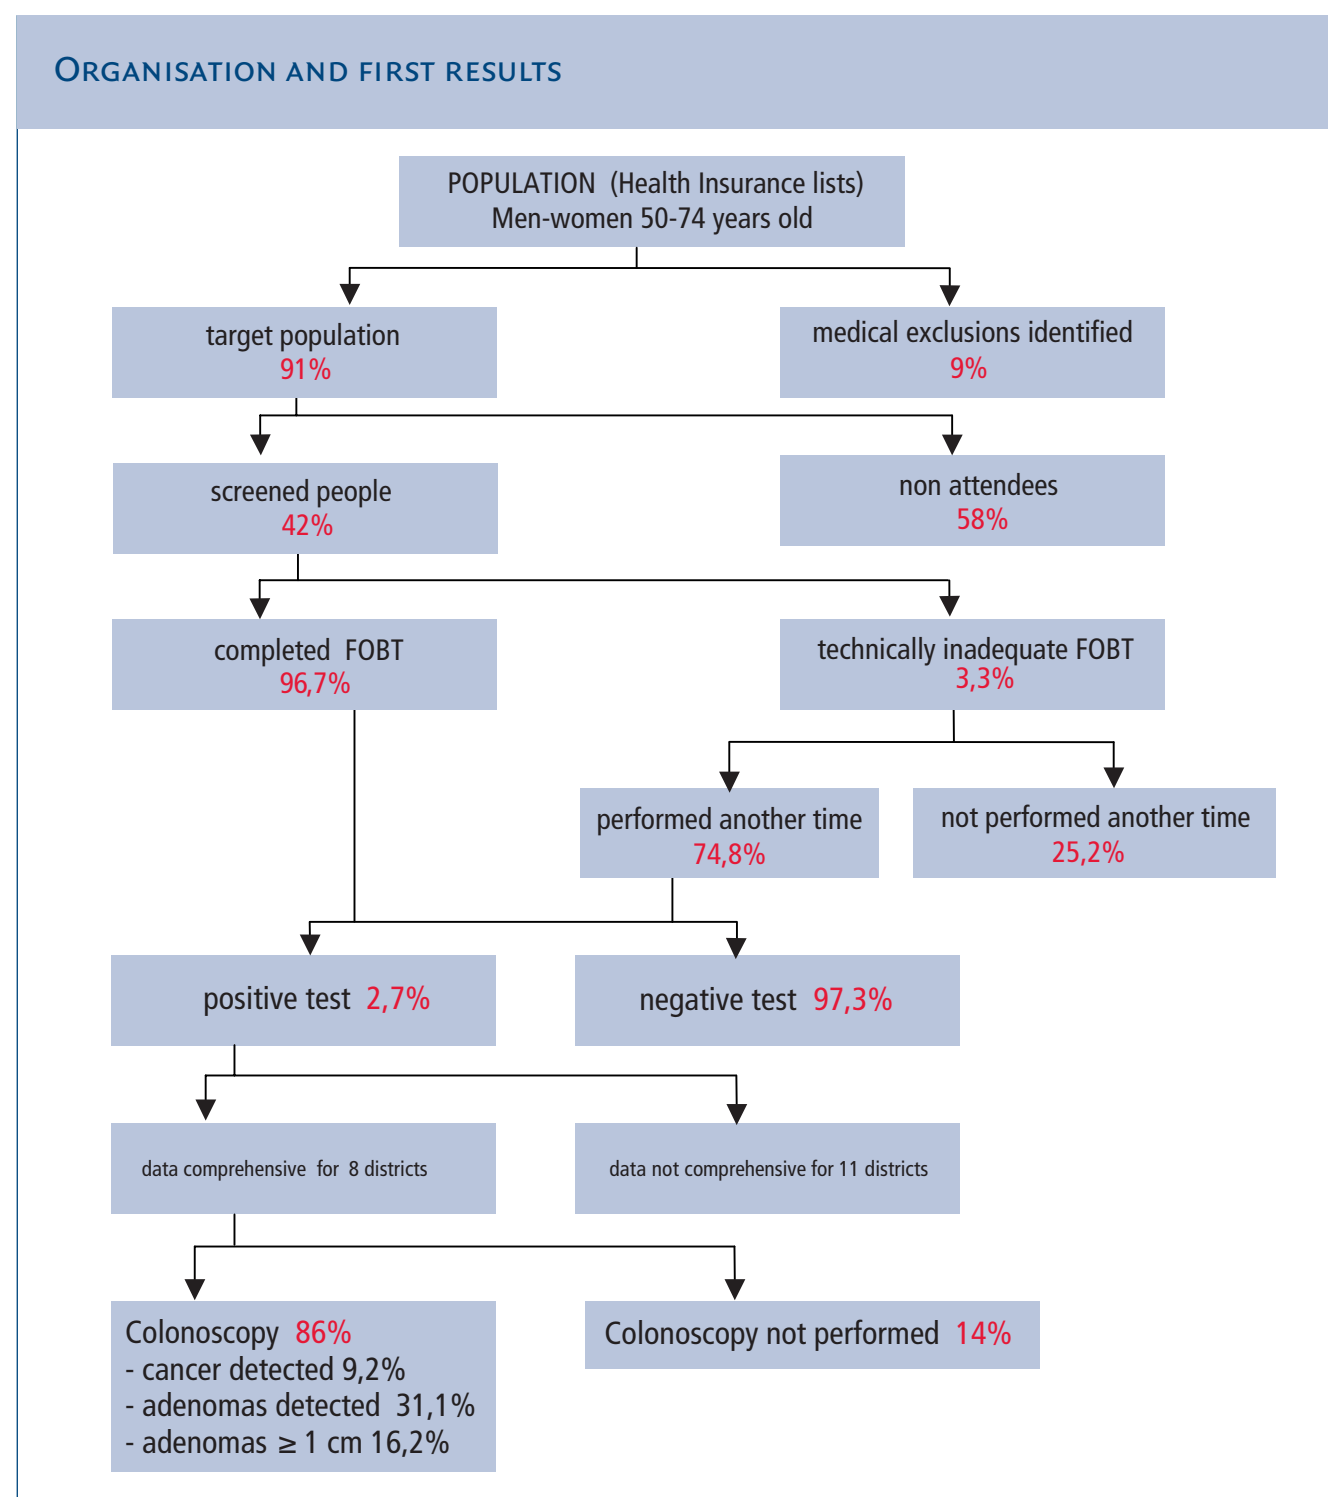 ORGANISATION AND FIRST RESULTS
POPULATION (Health Insurance lists)
Men-women 50-74 years old
target population
91%
medical exclusions identified
9%
screened people
42%
non attendees
58%
completed FOBT
96,7%
technically inadequate FOBT
3,3%
performed another time
74,8%
not performed another time
25,2%
positive test 2,7%
negative test 97,3%
data comprehensive for 8 districts
data not comprehensive for 11 districts
Colonoscopy 86%
- cancer detected 9,2%
- adenomas detected 31,1%
- adenomas ≥ 1 cm 16,2%
Colonoscopy not performed 14%